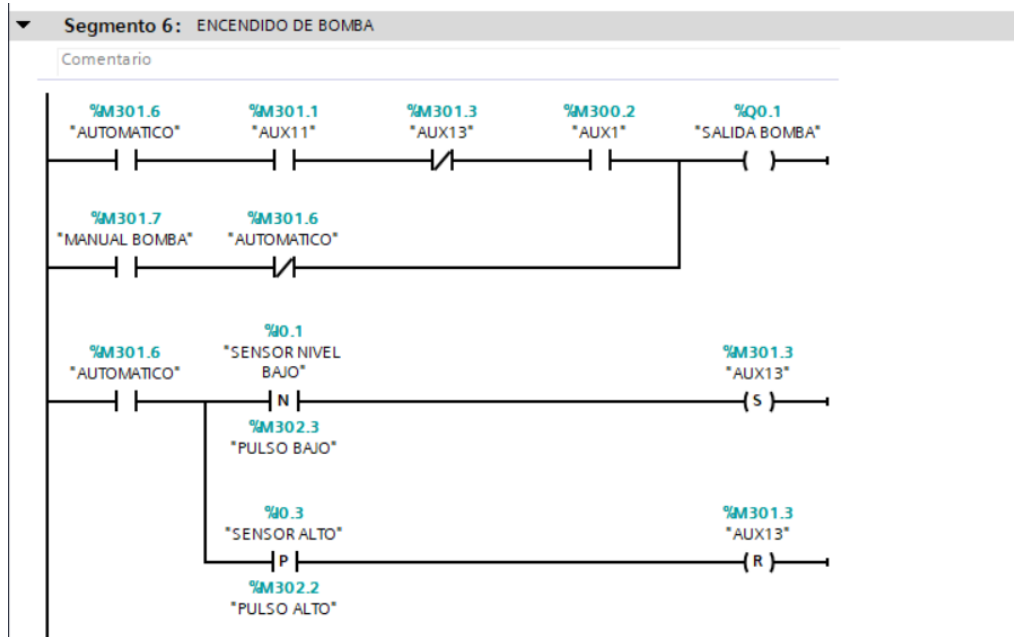 Segmento 6: ENCENDIDO DE BOMBA
Comentario
%M301.6 %M301.1 %M301.3 %M300.2 %Q0.1
"AUTOMATICO" "AUX11" "AUX13" "AUX1" "SALIDA BOMBA"
%M301.7 %M301.6
"MANUAL BOMBA" "AUTOMATICO"
%I0.1
%M301.6 "SENSOR NIVEL %M301.3
"AUTOMATICO" BAJO" "AUX13"
N S
%M302.3
"PULSO BAJO"
%I0.3 %M301.3
"SENSOR ALTO" "AUX13"
P R
%M302.2
"PULSO ALTO"